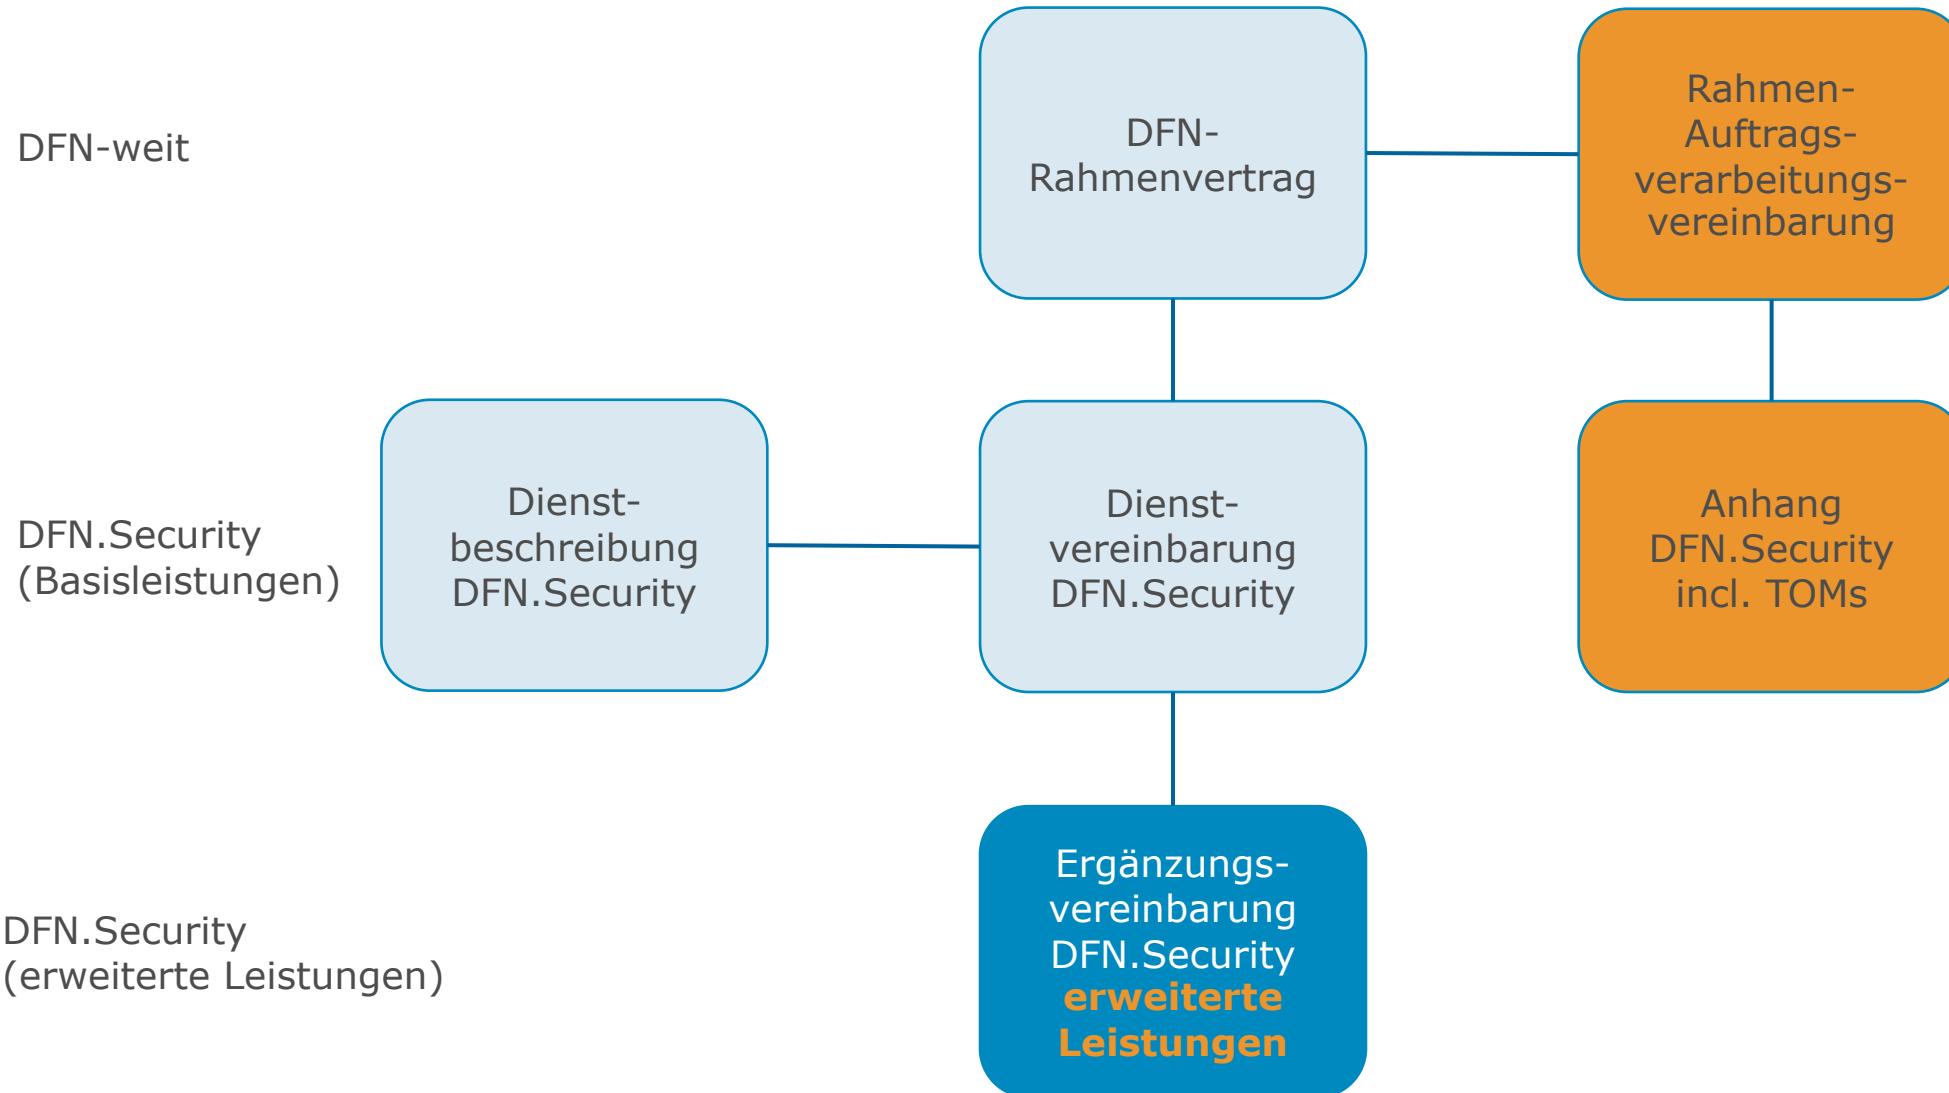 DFN-weit
DFN-
Rahmenvertrag
Rahmen-
Auftrags-
verarbeitungs-
vereinbarung
DFN.Security
(Basisleistungen)
Dienst-
beschreibung
DFN.Security
Dienst-
vereinbarung
DFN.Security
Anhang
DFN.Security
incl. TOMs
DFN.Security
(erweiterte Leistungen)
Ergänzungs-
vereinbarung
DFN.Security
erweiterte
Leistungen